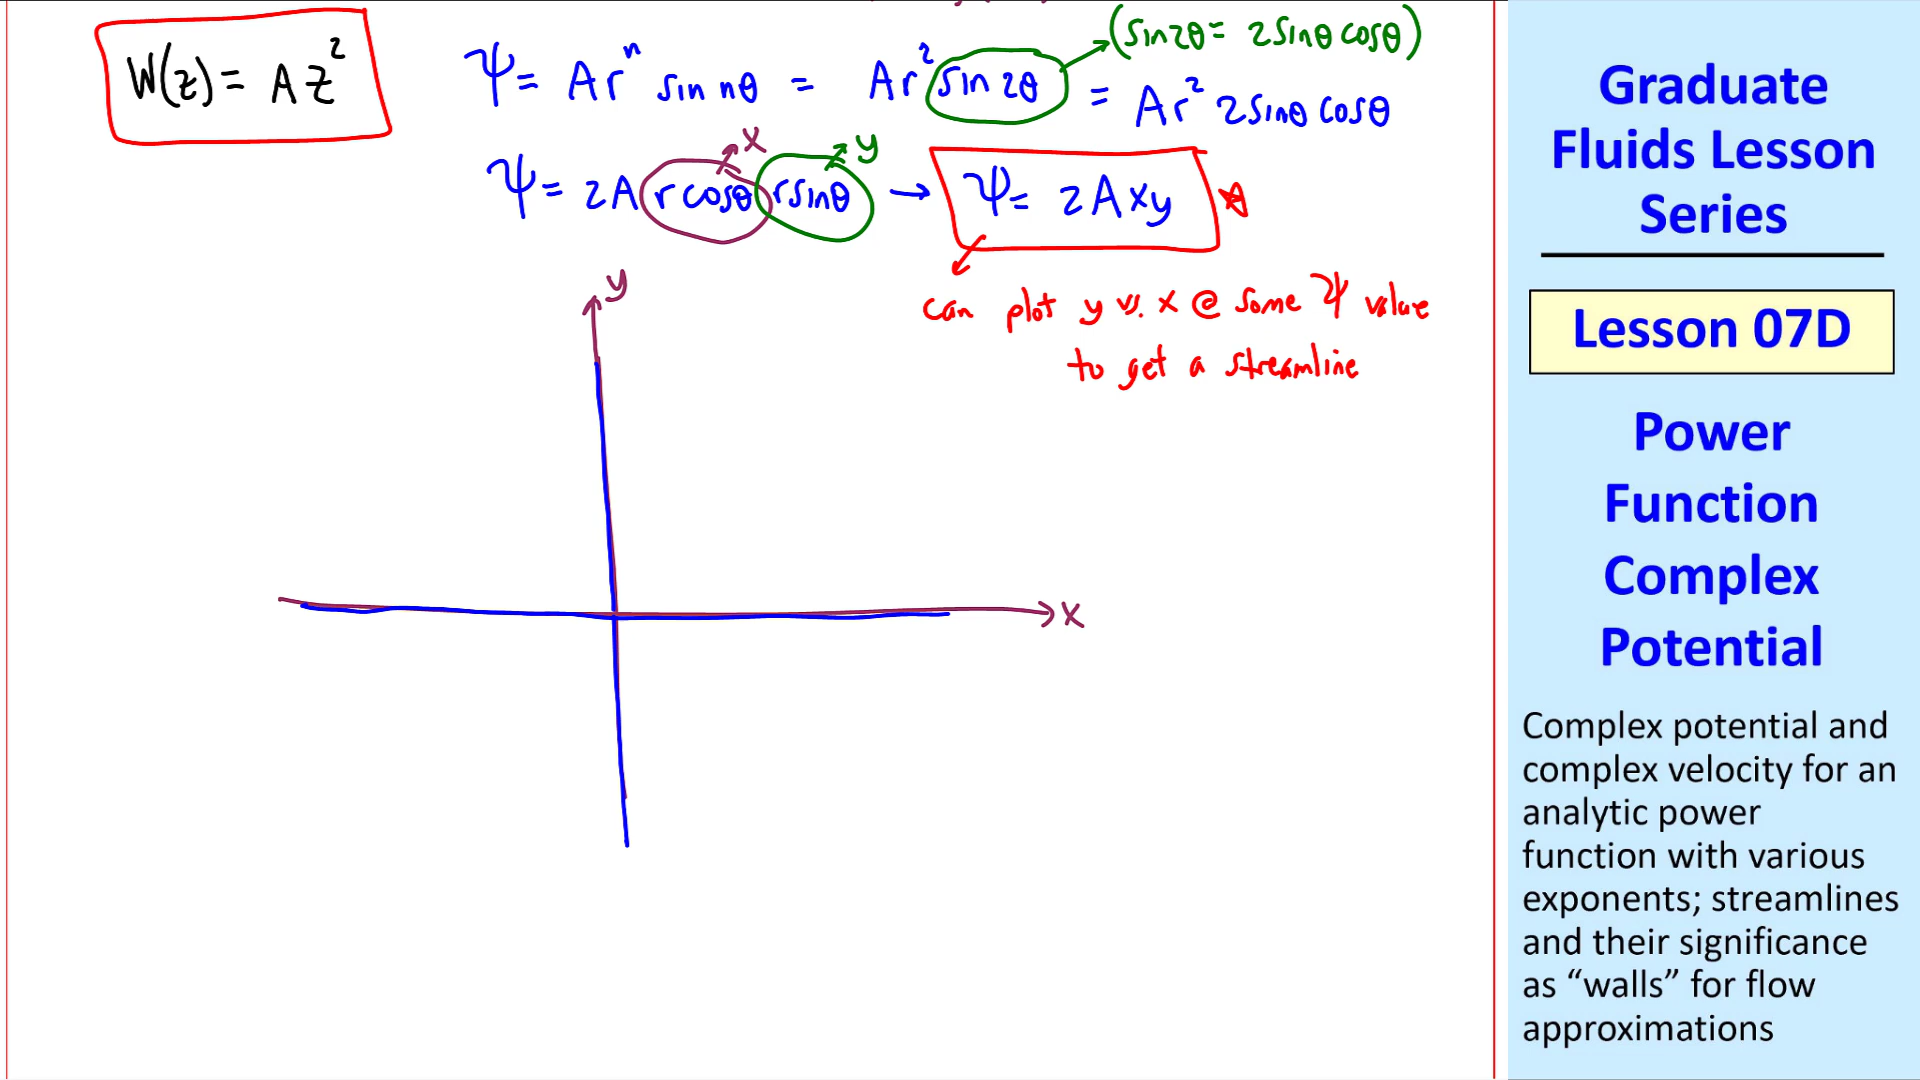 W(z) = Az²
Ψ = Ar^n sin nθ = Ar² sin 2θ = Ar² 2sinθ cosθ
(sin2θ = 2sinθ cosθ)
x
y
Ψ = 2A r cosθ r sinθ → Ψ = 2Axy
can plot y vs. x @ some Ψ value
to get a streamline
y
x
Graduate
Fluids Lesson
Series
Lesson 07D
Power
Function
Complex
Potential
Complex potential and
complex velocity for an
analytic power
function with various
exponents; streamlines
and their significance
as “walls” for flow
approximations